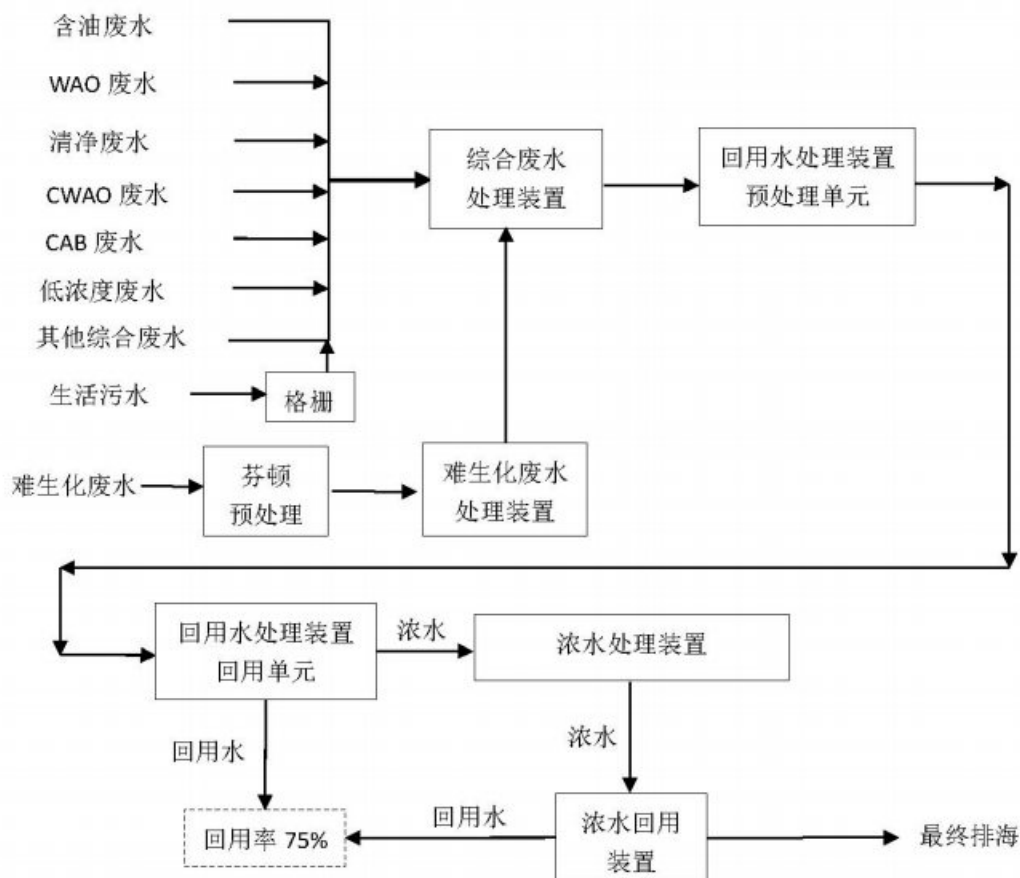 含油废水
WAO 废水
清净废水
CWAO 废水
CAB 废水
低浓度废水
其他综合废水
生活污水
格栅
综合废水
处理装置
回用水处理装置
预处理单元
难生化废水
芬顿
预处理
难生化废水
处理装置
回用水处理装置
回用单元
浓水
浓水处理装置
回用水
浓水
回用率 75%
回用水
浓水回用
装置
最终排海